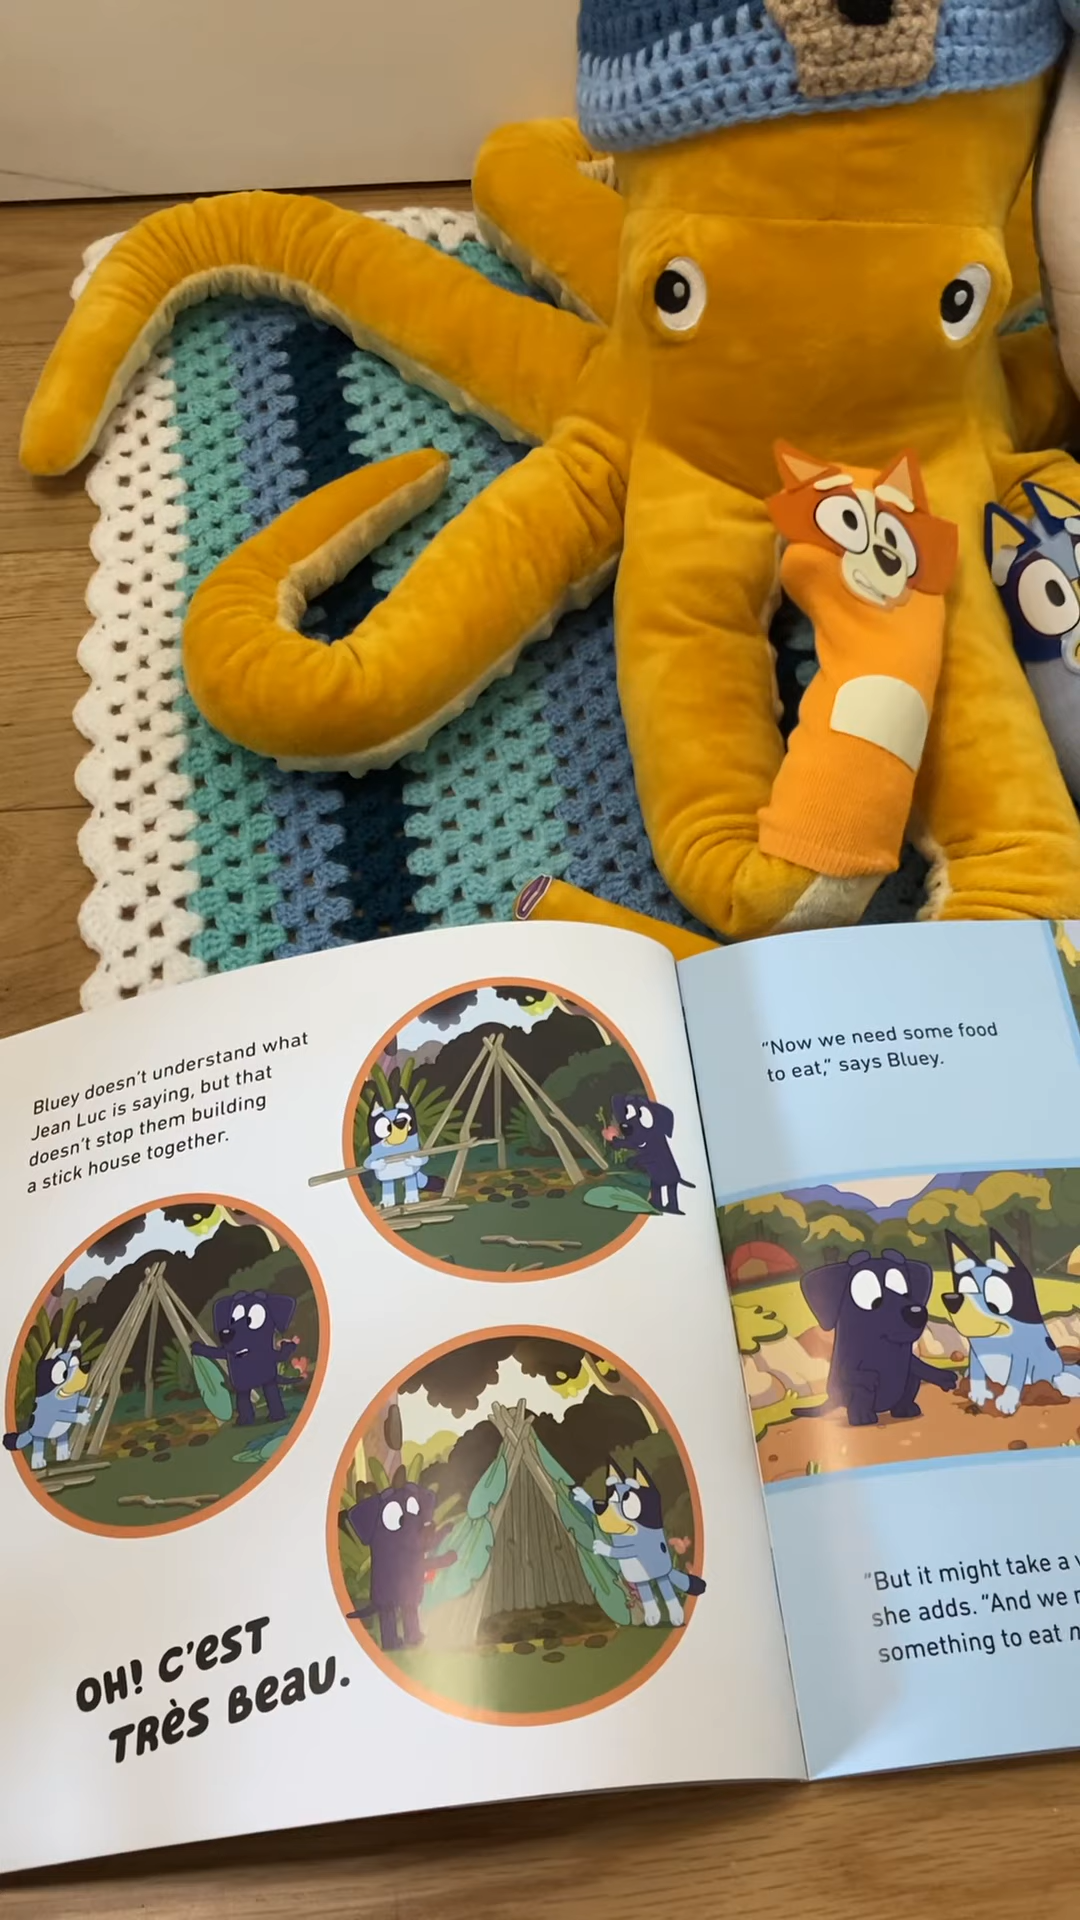 Bluey doesn't understand what
Jean Luc is saying, but that
doesn't stop them building
a stick house together.
OH! C'EST
TRÈS BEAU.
"Now we need some food
to eat," says Bluey.
"But it might take a
she adds. "And we
something to eat